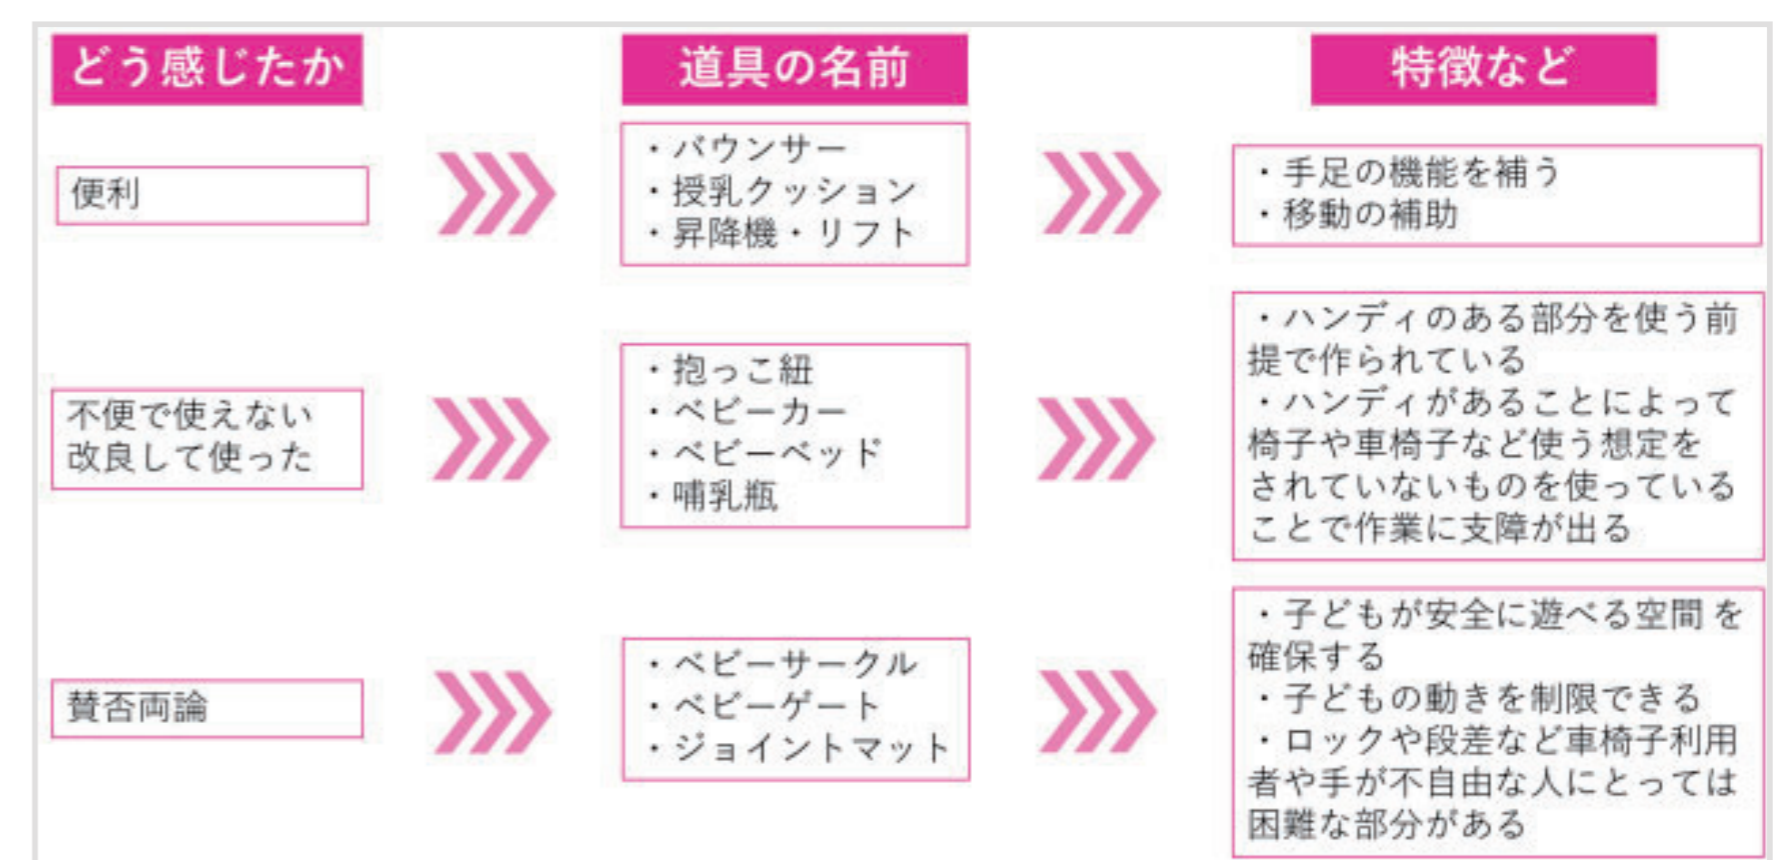 どう感じたか
道具の名前
特徴など
便利
・バウンサー
・授乳クッション
・昇降機・リフト
・手足の機能を補う
・移動の補助
不便で使えない
改良して使った
・抱っこ紐
・ベビーカー
・ベビーベッド
・哺乳瓶
・ハンディのある部分を使う前
提で作られている
・ハンディがあることによって
椅子や車椅子など使う想定を
されていないものを使っている
ことで作業に支障が出る
賛否両論
・ベビーサークル
・ベビーゲート
・ジョイントマット
・子どもが安全に遊べる空間 を
確保する
・子どもの動きを制限できる
・ロックや段差など車椅子利用
者や手が不自由な人にとっては
困難な部分がある